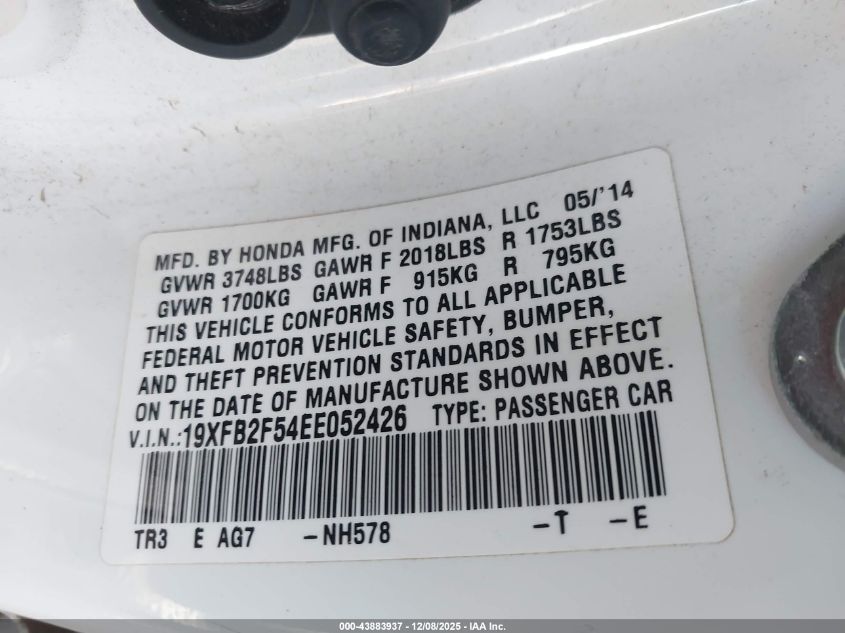 MFD. BY HONDA MFG. OF INDIANA, LLC 05/'14
GVWR 3748LBS GAWR F 2018LBS R 1753LBS
GVWR 1700KG GAWR F 915KG R 795KG
THIS VEHICLE CONFORMS TO ALL APPLICABLE
FEDERAL MOTOR VEHICLE SAFETY, BUMPER,
AND THEFT PREVENTION STANDARDS IN EFFECT
ON THE DATE OF MANUFACTURE SHOWN ABOVE.
V.I.N.:19XFB2F54EE052426 TYPE: PASSENGER CAR
TR3 E AG7 -NH578 -T -E
000-43883937 - 12/08/2025 - IAA Inc.